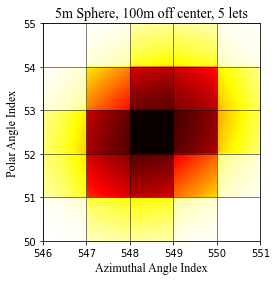 5m Sphere, 100m off center, 5 lets
55
54
53
52
51
50
Polar Angle Index
546 547 548 549 550 551
Azimuthal Angle Index